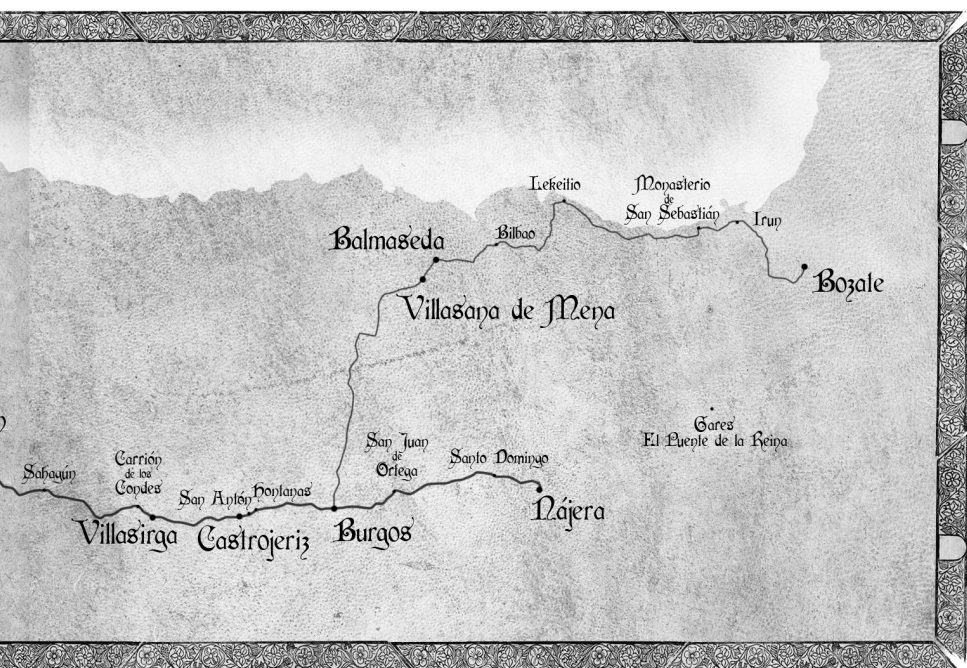 Lekeitio
Monasterio
de
San Sebastián
Irun
Bilbao
Balmaseda
Bozate
Villasana de Mena
Gares
El Puente de la Reina
San Juan
de
Ortega
Santo Domingo
Sahagún
Carrión
de los
Condes
San Antón
Hontanas
Nájera
Villasirga
Castrojeriz
Burgos